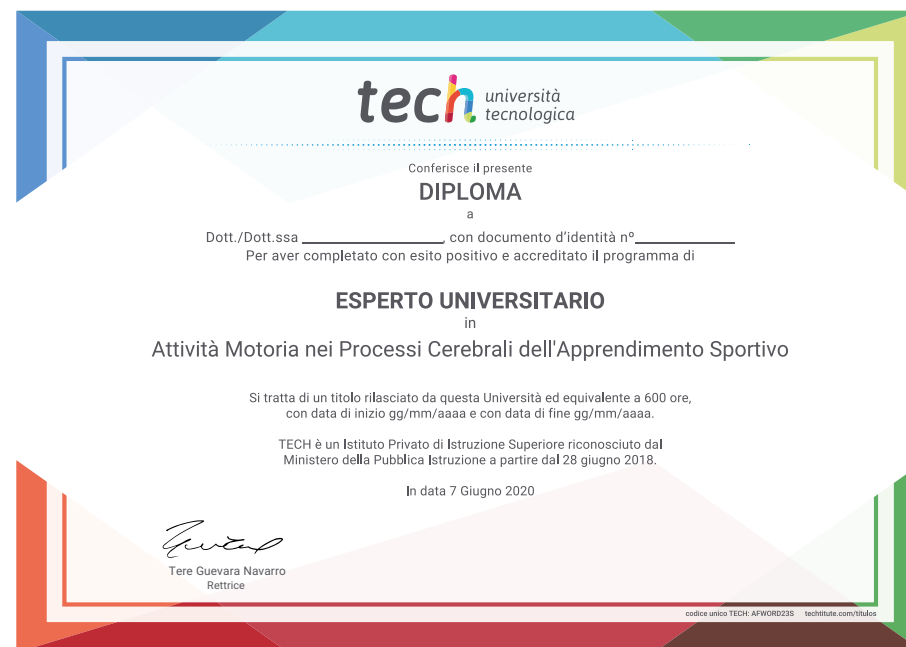 tech università
tecnologica
Conferisce il presente
DIPLOMA
a
Dott./Dott.ssa ________________, con documento d'identità nº____________
Per aver completato con esito positivo e accreditato il programma di
ESPERTO UNIVERSITARIO
in
Attività Motoria nei Processi Cerebrali dell'Apprendimento Sportivo
Si tratta di un titolo rilasciato da questa Università ed equivalente a 600 ore,
con data di inizio gg/mm/aaaa e con data di fine gg/mm/aaaa.
TECH è un Istituto Privato di Istruzione Superiore riconosciuto dal
Ministero della Pubblica Istruzione a partire dal 28 giugno 2018.
In data 7 Giugno 2020
Tere Guevara Navarro
Rettrice
codice unico TECH: AFWORD23S techtitute.com/títulos